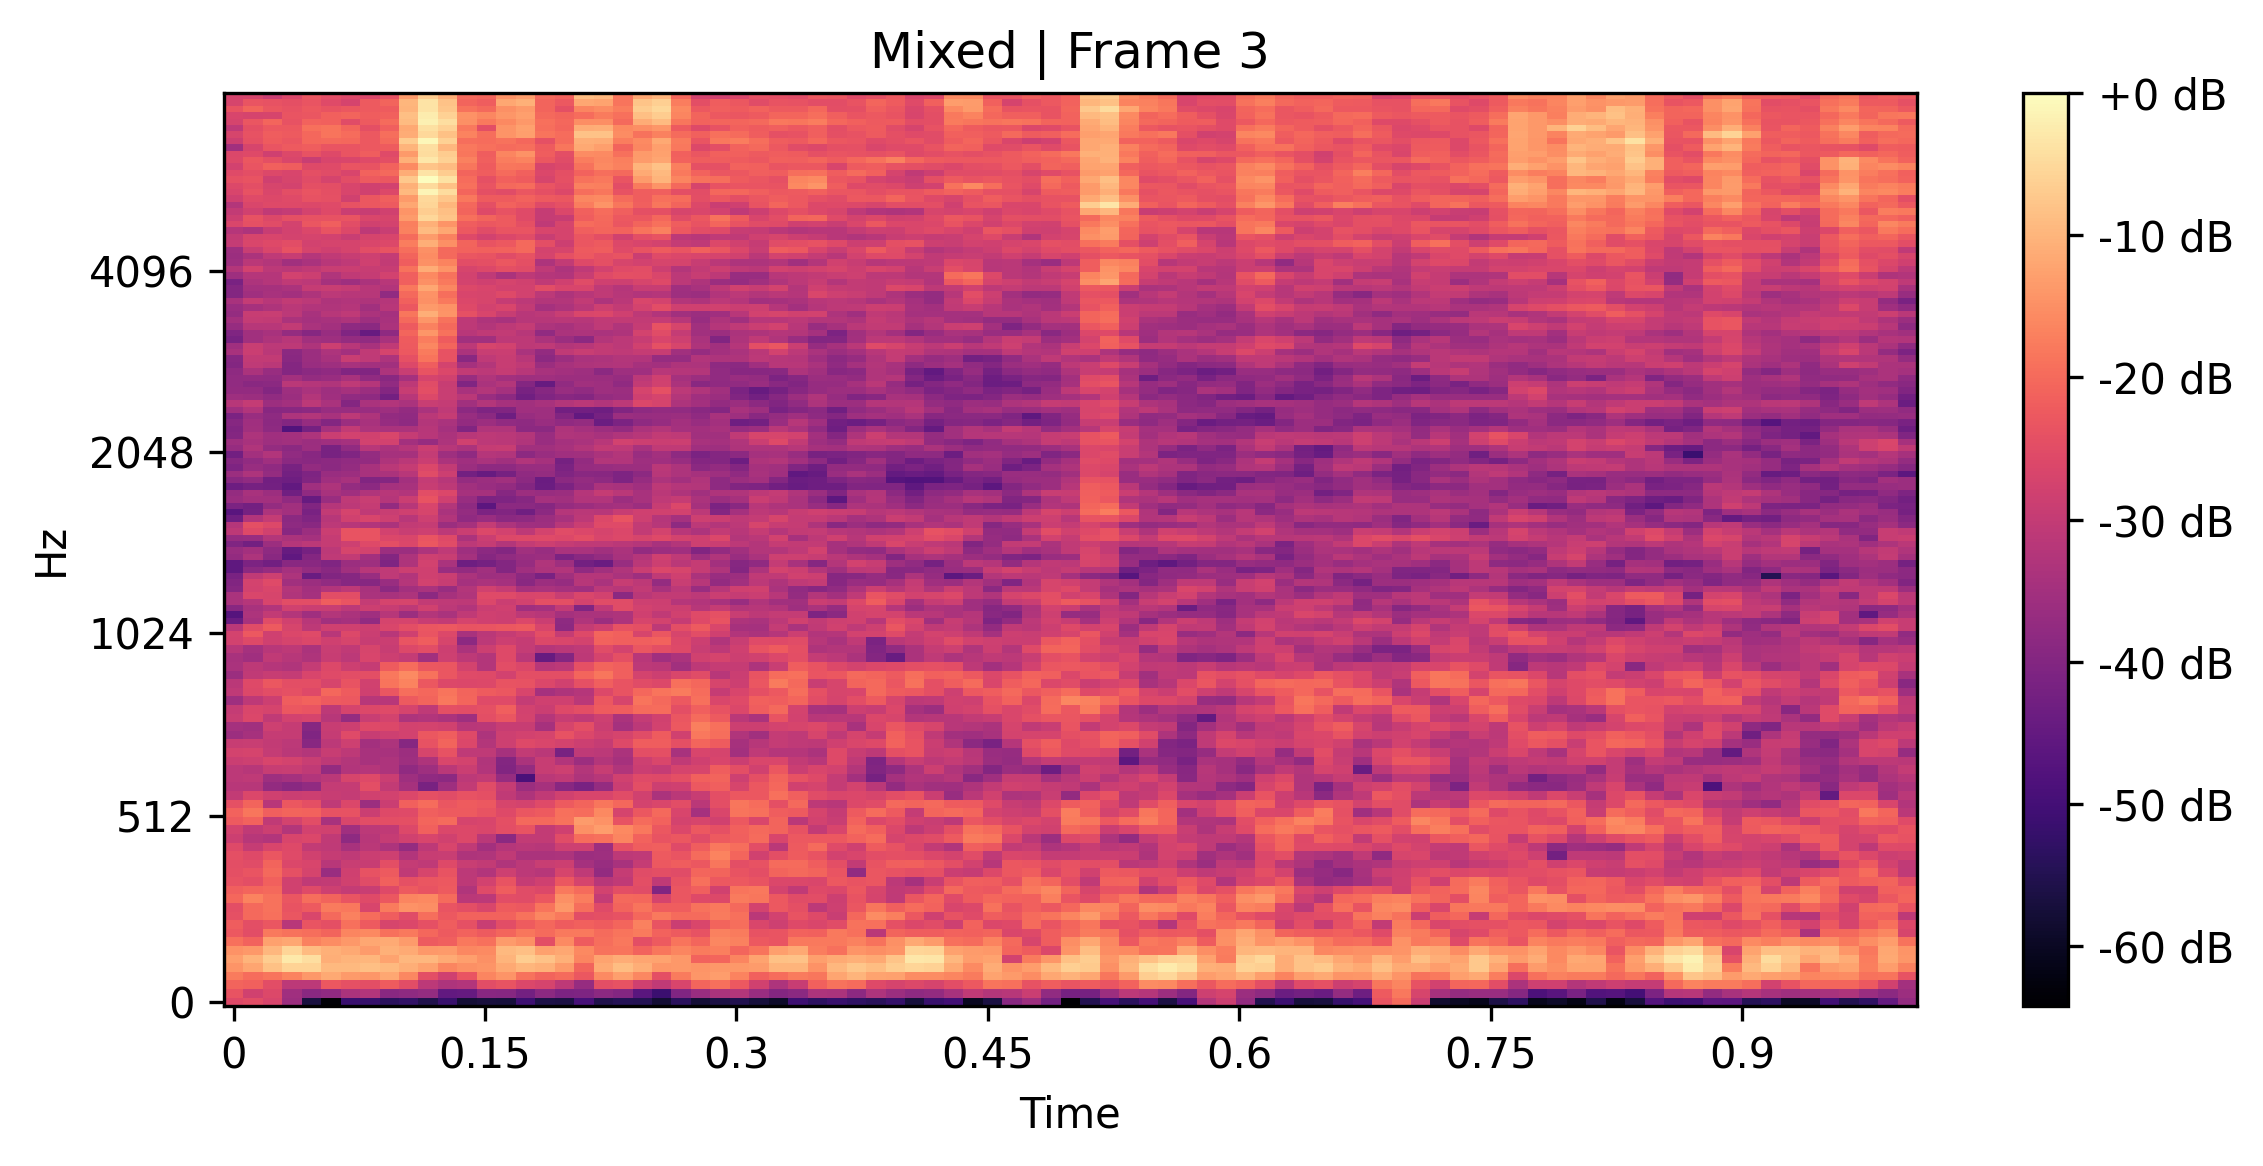 Mixed | Frame 3
+0 dB
-10 dB
-20 dB
-30 dB
-40 dB
-50 dB
-60 dB
Hz
4096
2048
1024
512
0
0 0.15 0.3 0.45 0.6 0.75 0.9
Time